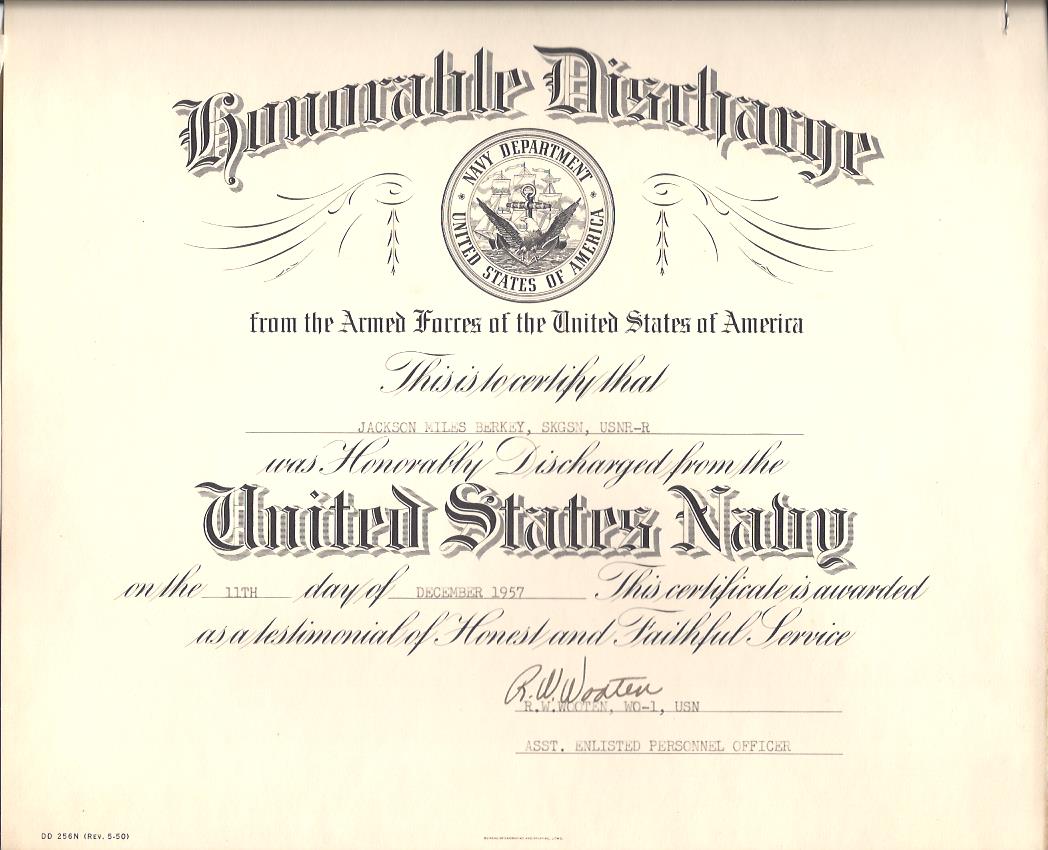 Honorable Discharge
NAVY DEPARTMENT
UNITED STATES OF AMERICA
from the Armed Forces of the United States of America
This is to certify that
JACKSON MILES BERKEY, SKGSN, USNR-R
was Honorably Discharged from the
United States Navy
on the 11TH day of DECEMBER 1957 This certificate is awarded
as a testimonial of Honest and Faithful Service
R.W. Wooten
R.W. WOOTEN, WO-1, USN
ASST. ENLISTED PERSONNEL OFFICER
DD 256N (REV. 5-50)